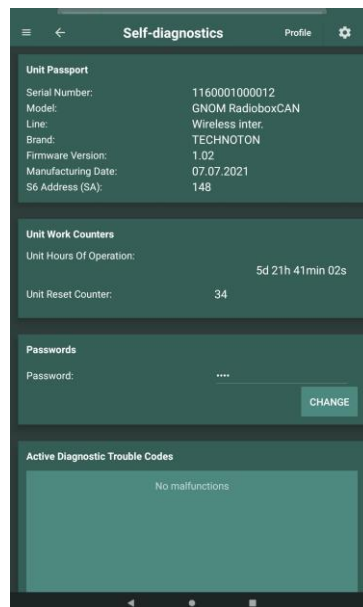 Self-diagnostics Profile
Unit Passport
Serial Number: 1160001000012
Model: GNOM RadioboxCAN
Line: Wireless inter.
Brand: TECHNOTON
Firmware Version: 1.02
Manufacturing Date: 07.07.2021
S6 Address (SA): 148
Unit Work Counters
Unit Hours Of Operation:
5d 21h 41min 02s
Unit Reset Counter: 34
Passwords
Password: ····
CHANGE
Active Diagnostic Trouble Codes
No malfunctions